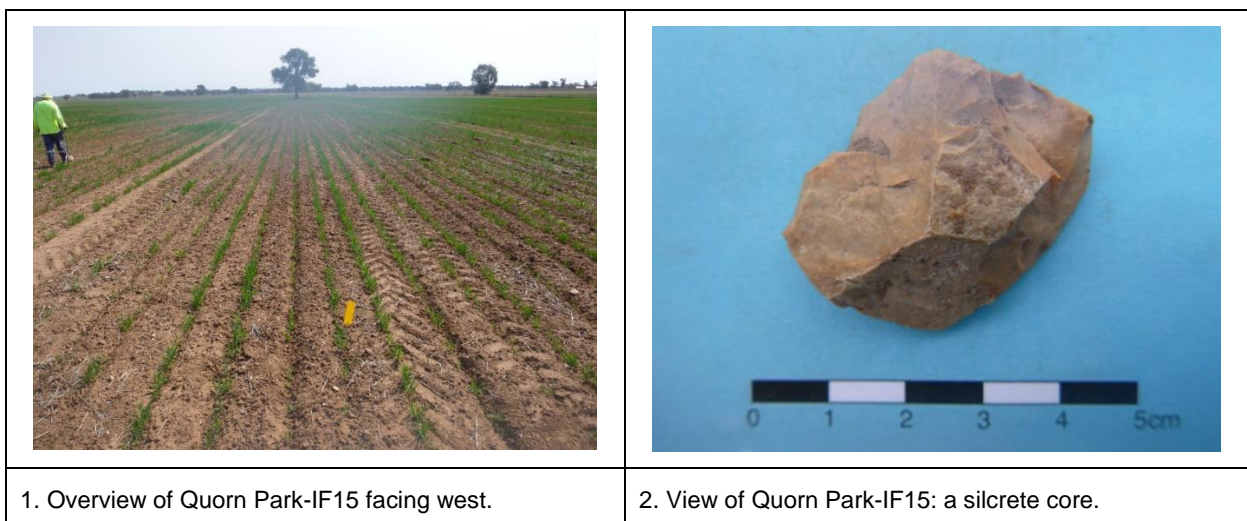 0 1 2 3 4 5cm
1. Overview of Quorn Park-IF15 facing west.
2. View of Quorn Park-IF15: a silcrete core.